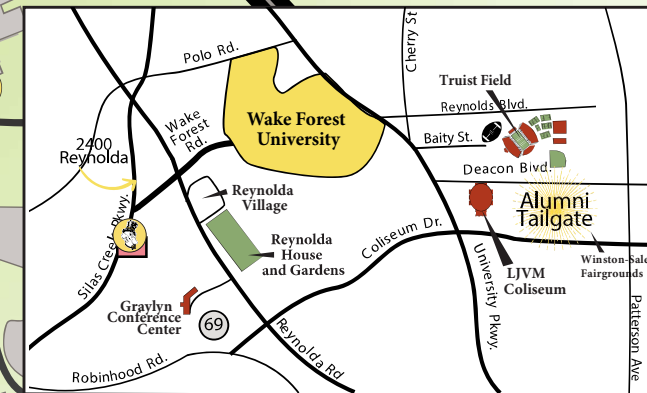 Cherry St
Polo Rd.
Truist Field
Reynolds Blvd.
Wake
Forest
Rd.
Wake Forest
University
Baity St.
2400
Reynolda
Deacon Blvd.
Reynolda
Village
Alumni
Tailgate
Silas Creek Pkwy.
Reynolda
House
and Gardens
Coliseum Dr.
University Pkwy.
LJVM
Coliseum
Winston-Sale
Fairgrounds
Graylyn
Conference
Center
69
Reynolda Rd
Patterson Ave
Robinhood Rd.